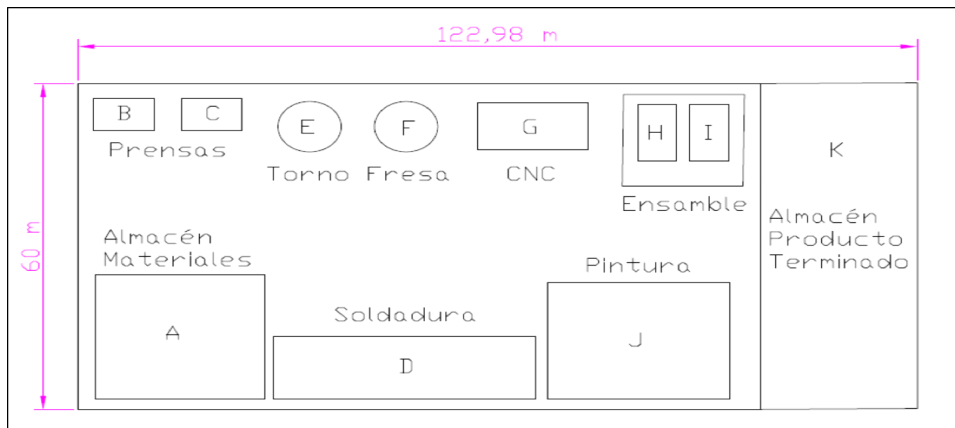 122,98 m
60 m
B
C
Prensas
E
F
Torno Fresa
G
CNC
H I
Ensamble
K
Almacén
Producto
Terminado
Almacén
Materiales
A
Soldadura
D
Pintura
J